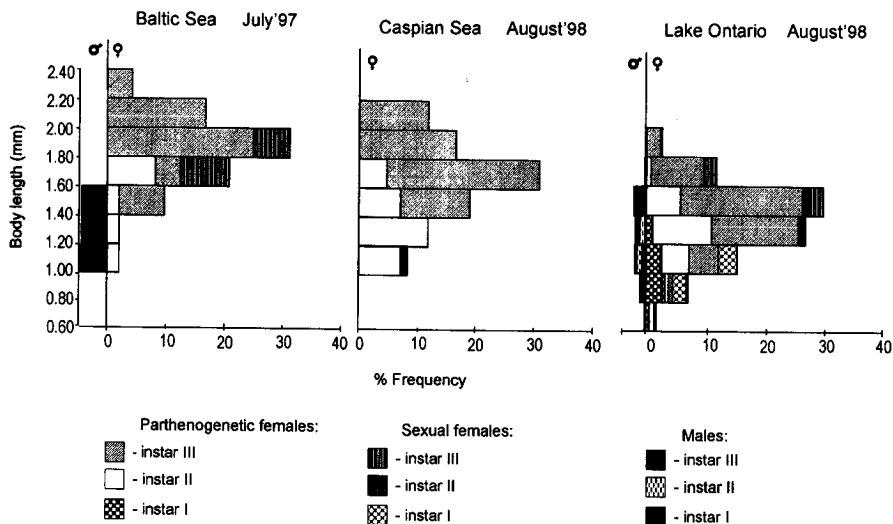 Baltic Sea July'97
Caspian Sea August'98
Lake Ontario August'98
♂ ♀
♀
♂ ♀
Body length (mm)
2.40
2.20
2.00
1.80
1.60
1.40
1.20
1.00
0.80
0.60
0 10 20 30 40
0 10 20 30 40
0 10 20 30 40
% Frequency
Parthenogenetic females:
- instar III
- instar II
- instar I
Sexual females:
- instar III
- instar II
- instar I
Males:
- instar III
- instar II
- instar I